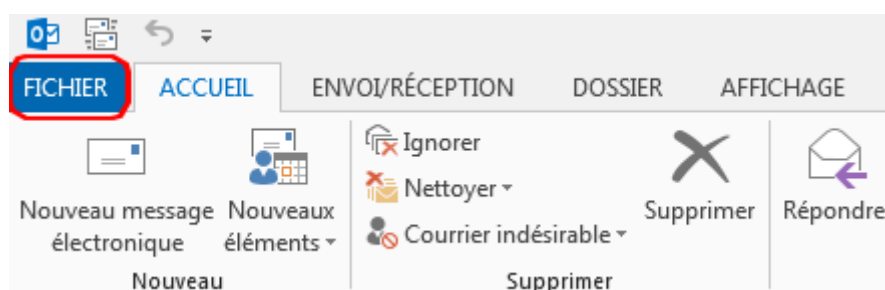 FICHIER ACCUEIL ENVOI/RÉCEPTION DOSSIER AFFICHAGE
Nouveau message électronique
Nouveaux éléments
Nouveau
Ignorer
Nettoyer
Courrier indésirable
Supprimer
Supprimer
Répondre